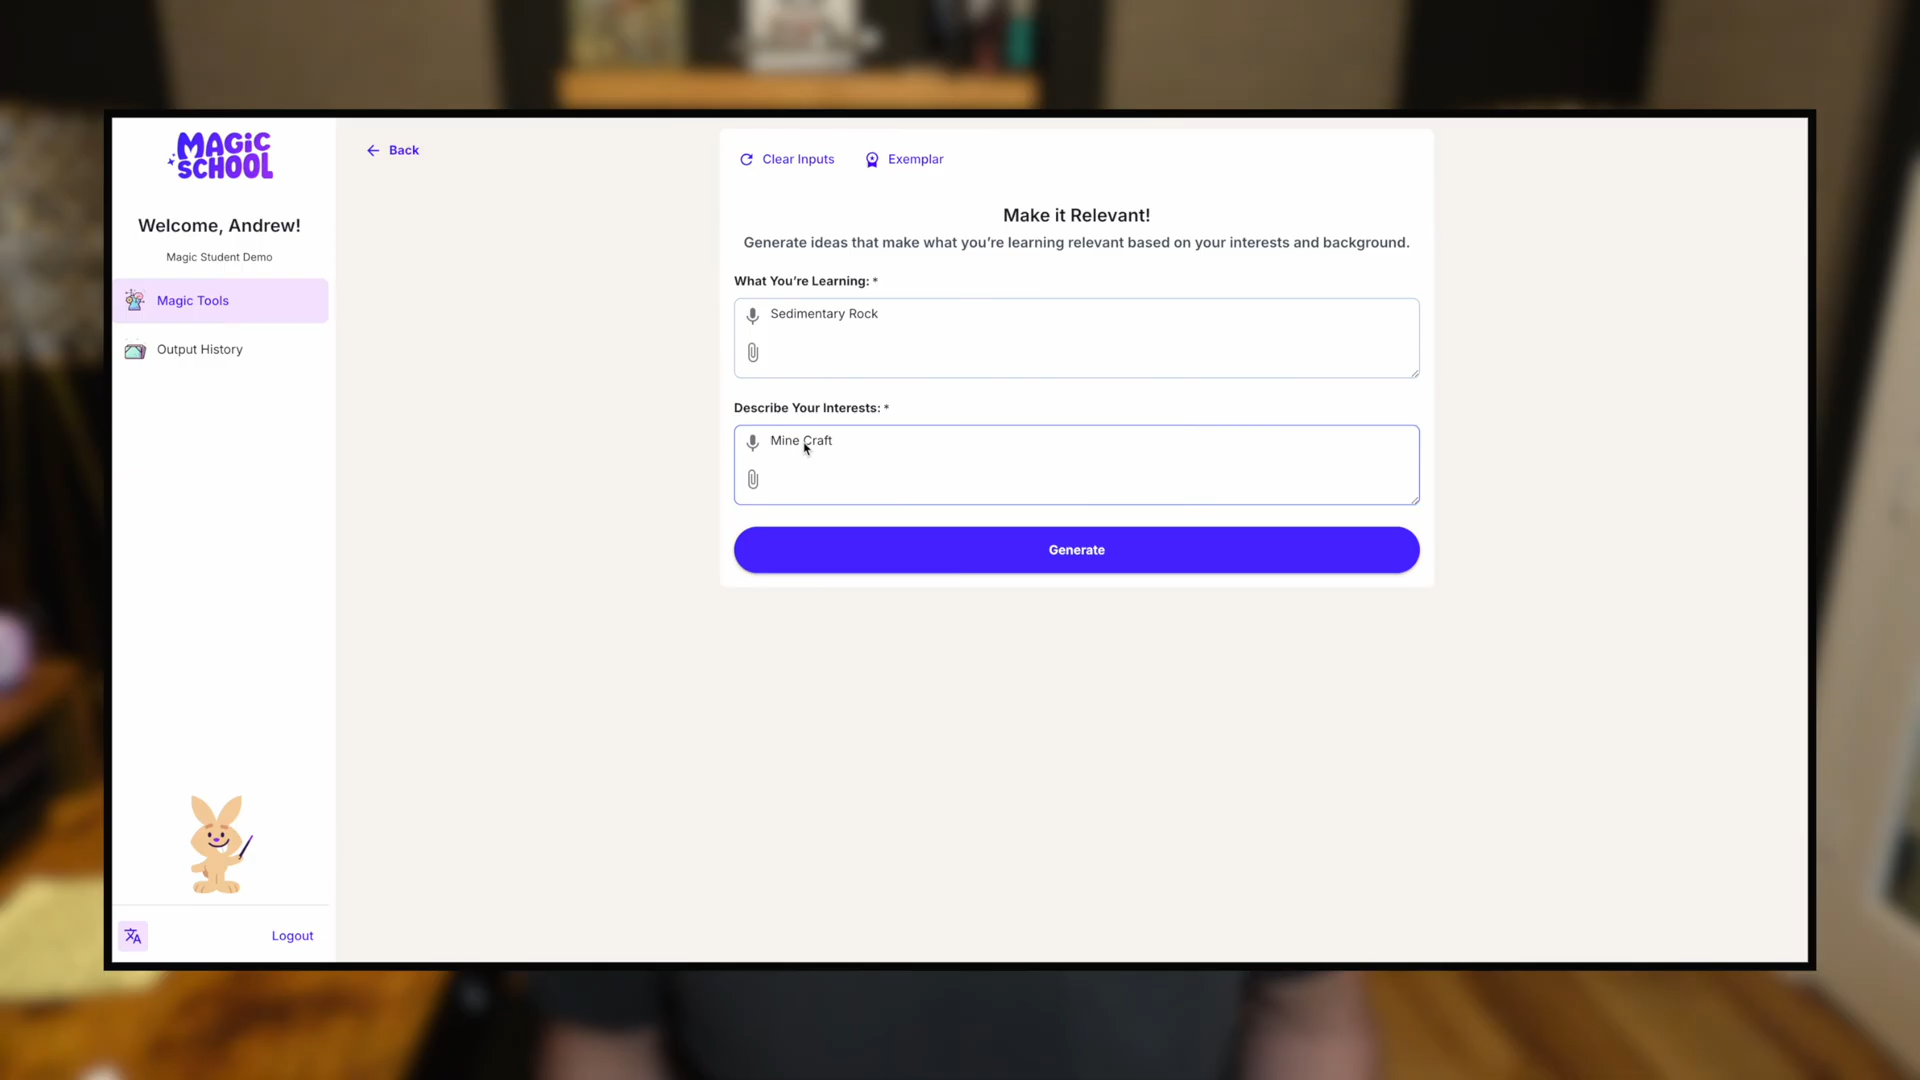 MAGIC
SCHOOL
Welcome, Andrew!
Magic Student Demo
Magic Tools
Output History
Logout
Back
Clear Inputs
Exemplar
Make it Relevant!
Generate ideas that make what you're learning relevant based on your interests and background.
What You're Learning: *
Sedimentary Rock
Describe Your Interests: *
Mine Craft
Generate